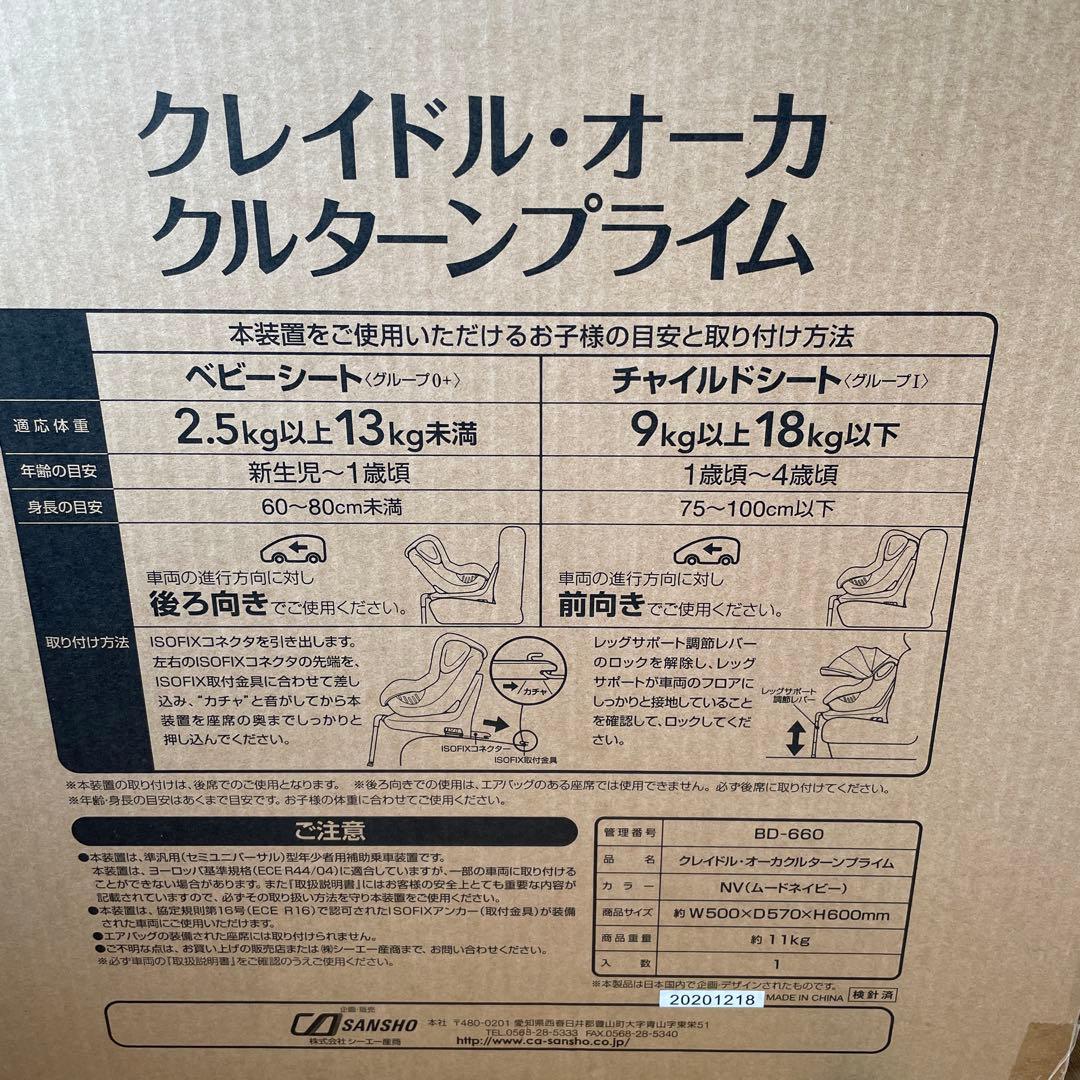 クレイドル・オーカ
クルターンプライム
本装置をご使用いただけるお子様の目安と取り付け方法
ベビーシート〈グループ0+〉
チャイルドシート〈グループI〉
適応体重
2.5kg以上13kg未満
9kg以上18kg以下
年齢の目安
新生児〜1歳頃
1歳頃〜4歳頃
身長の目安
60〜80cm未満
75〜100cm以下
取り付け方法
車両の進行方向に対し
後ろ向きでご使用ください。
車両の進行方向に対し
前向きでご使用ください。
ISOFIXコネクタを引き出します。
左右のISOFIXコネクタの先端を、
ISOFIX取付金具に合わせて差し
込み、“カチャ”と音がしてから本
装置を座席の奥までしっかりと
押し込んでください。
カチャ
ISOFIXコネクター
ISOFIX取付金具
レッグサポート調節レバー
のロックを解除し、レッグ
サポートが車両のフロアに
しっかりと接地していること
を確認して、ロックしてくだ
さい。
レッグサポート
調節レバー
※本装置の取り付けは、後席でのご使用となります。 ※後ろ向きでの使用は、エアバッグのある座席では使用できません。必ず後席に取り付けてください。
※年齢・身長の目安はあくまで目安です。お子様の体重に合わせてご使用ください。
ご注意
●本装置は、準汎用(セミユニバーサル)型年少者用補助乗車装置です。
本装置は、ヨーロッパ基準規格(ECE R44/04)に適合していますが、一部の車両に取り付ける
ことができない場合があります。また『取扱説明書』にはお客様の安全上とても重要な内容が
記載されていますので、必ずその取り扱い方法を守り本装置をご使用ください。
●本装置は、協定規則第16号(ECE R16)で認可されたISOFIXアンカー(取付金具)が装備
された車両にご使用いただけます。
●エアバッグの装備された座席には取り付けられません。
●ご不明な点は、お買い上げの販売店または㈱シーエー産商まで、お問い合わせください。
※必ず車両の『取扱説明書』をご確認のうえご使用ください。
管理番号 BD-660
品名 クレイドル・オーカクルターンプライム
カラー NV(ムードネイビー)
商品サイズ 約W500×D570×H600mm
商品重量 約11kg
入数 1
※本製品は日本国内で企画・デザインされたものです。
20201218 MADE IN CHINA 検針済
企画・販売
CA SANSHO
株式会社シーエー産商
本社 〒480-0201 愛知県西春日井郡豊山町大字青山字東栄51
TEL.0568-28-5333 FAX.0568-28-5340
http://www.ca-sansho.co.jp/